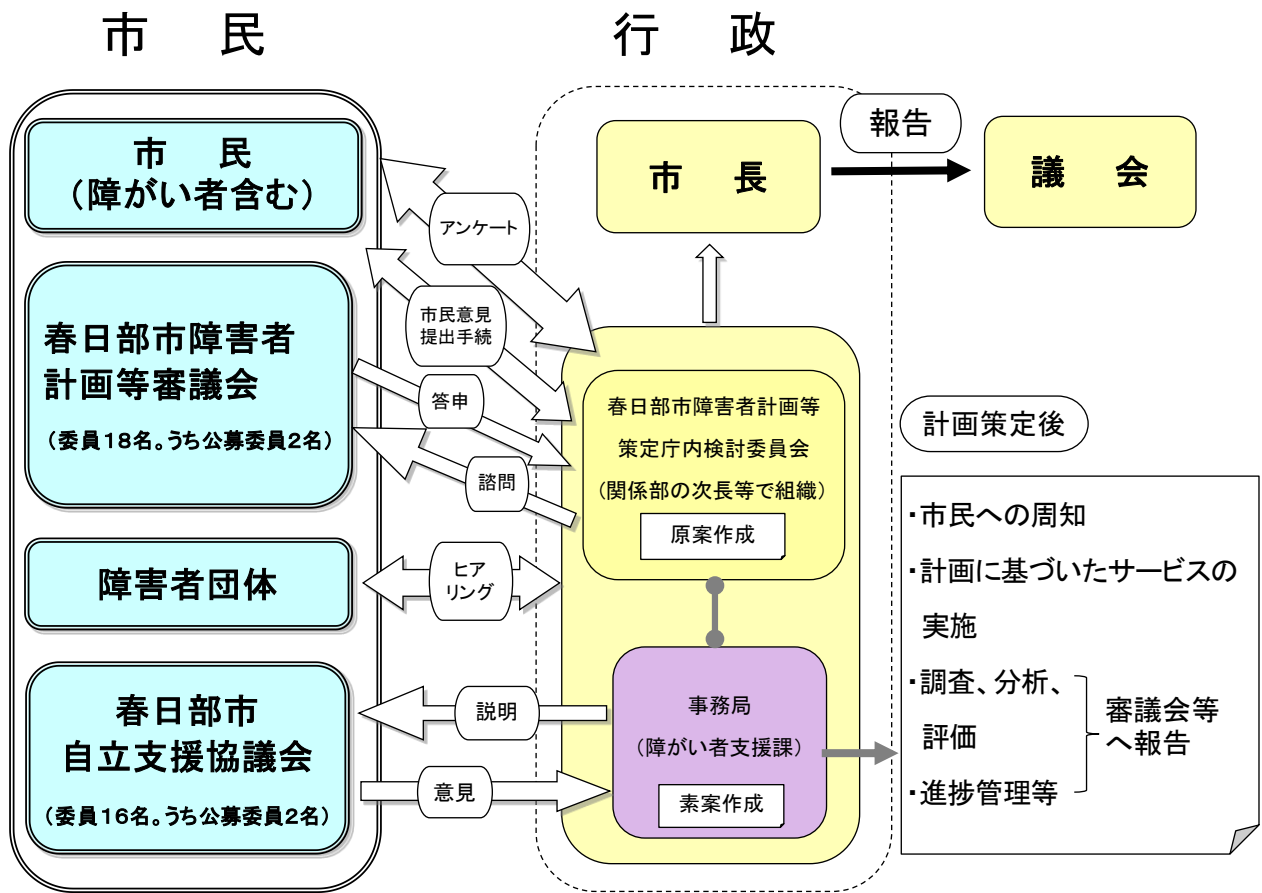 市　民
行　政
市　民
（障がい者含む）
春日部市障害者
計画等審議会
（委員18名。うち公募委員2名）
障害者団体
春日部市
自立支援協議会
（委員16名。うち公募委員2名）
アンケート
市民意見
提出手続
答申
諮問
ヒア
リング
説明
意見
市　長
報告
議　会
春日部市障害者計画等
策定庁内検討委員会
（関係部の次長等で組織）
原案作成
事務局
（障がい者支援課）
素案作成
計画策定後
・市民への周知
・計画に基づいたサービスの
実施
・調査、分析、
評価
・進捗管理等
審議会等
へ報告